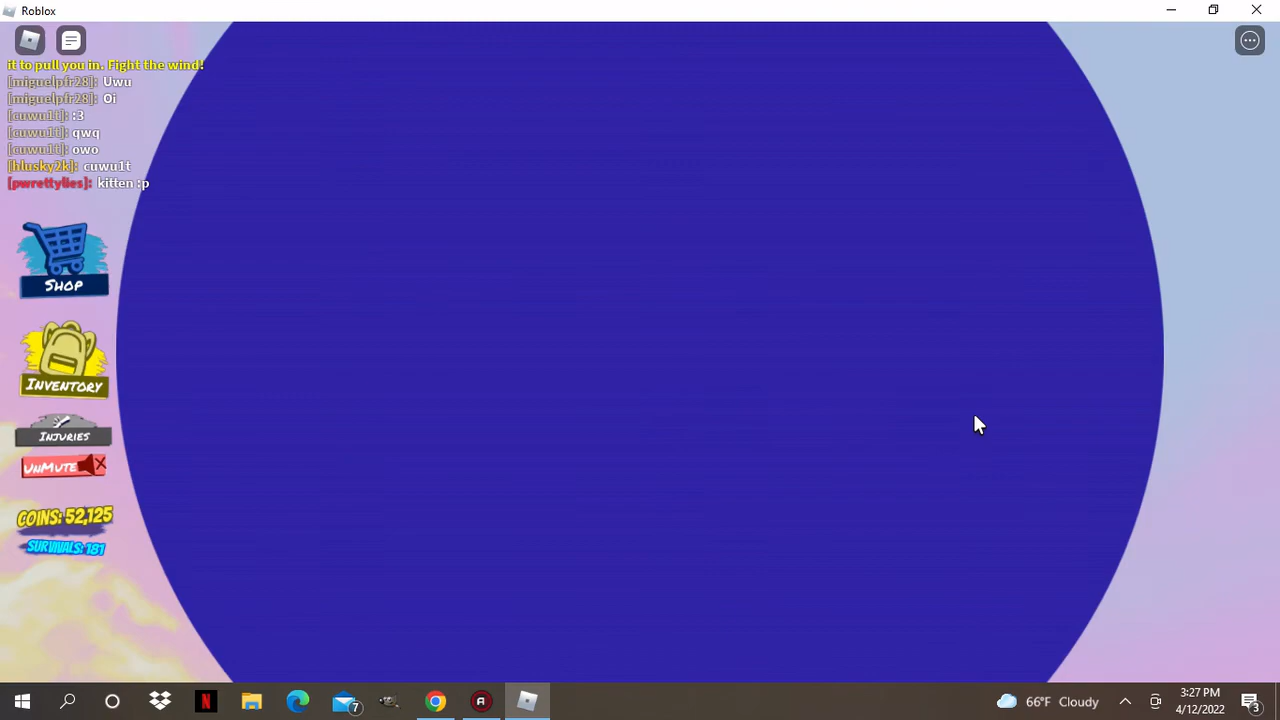 Roblox
it to pull you in. Fight the wind!
[miguelpfr28]: Uwu
[miguelpfr28]: Oi
[cuwu1t]: :3
[cuwu1t]: qwq
[cuwu1t]: owo
[hlusky2k]: cuwu1t
[pwrettylies]: kitten :p
SHOP
INVENTORY
INJURIES
UNMUTE
COINS: 52,125
SURVIVALS: 181
7
66°F Cloudy
3:27 PM
4/12/2022
3